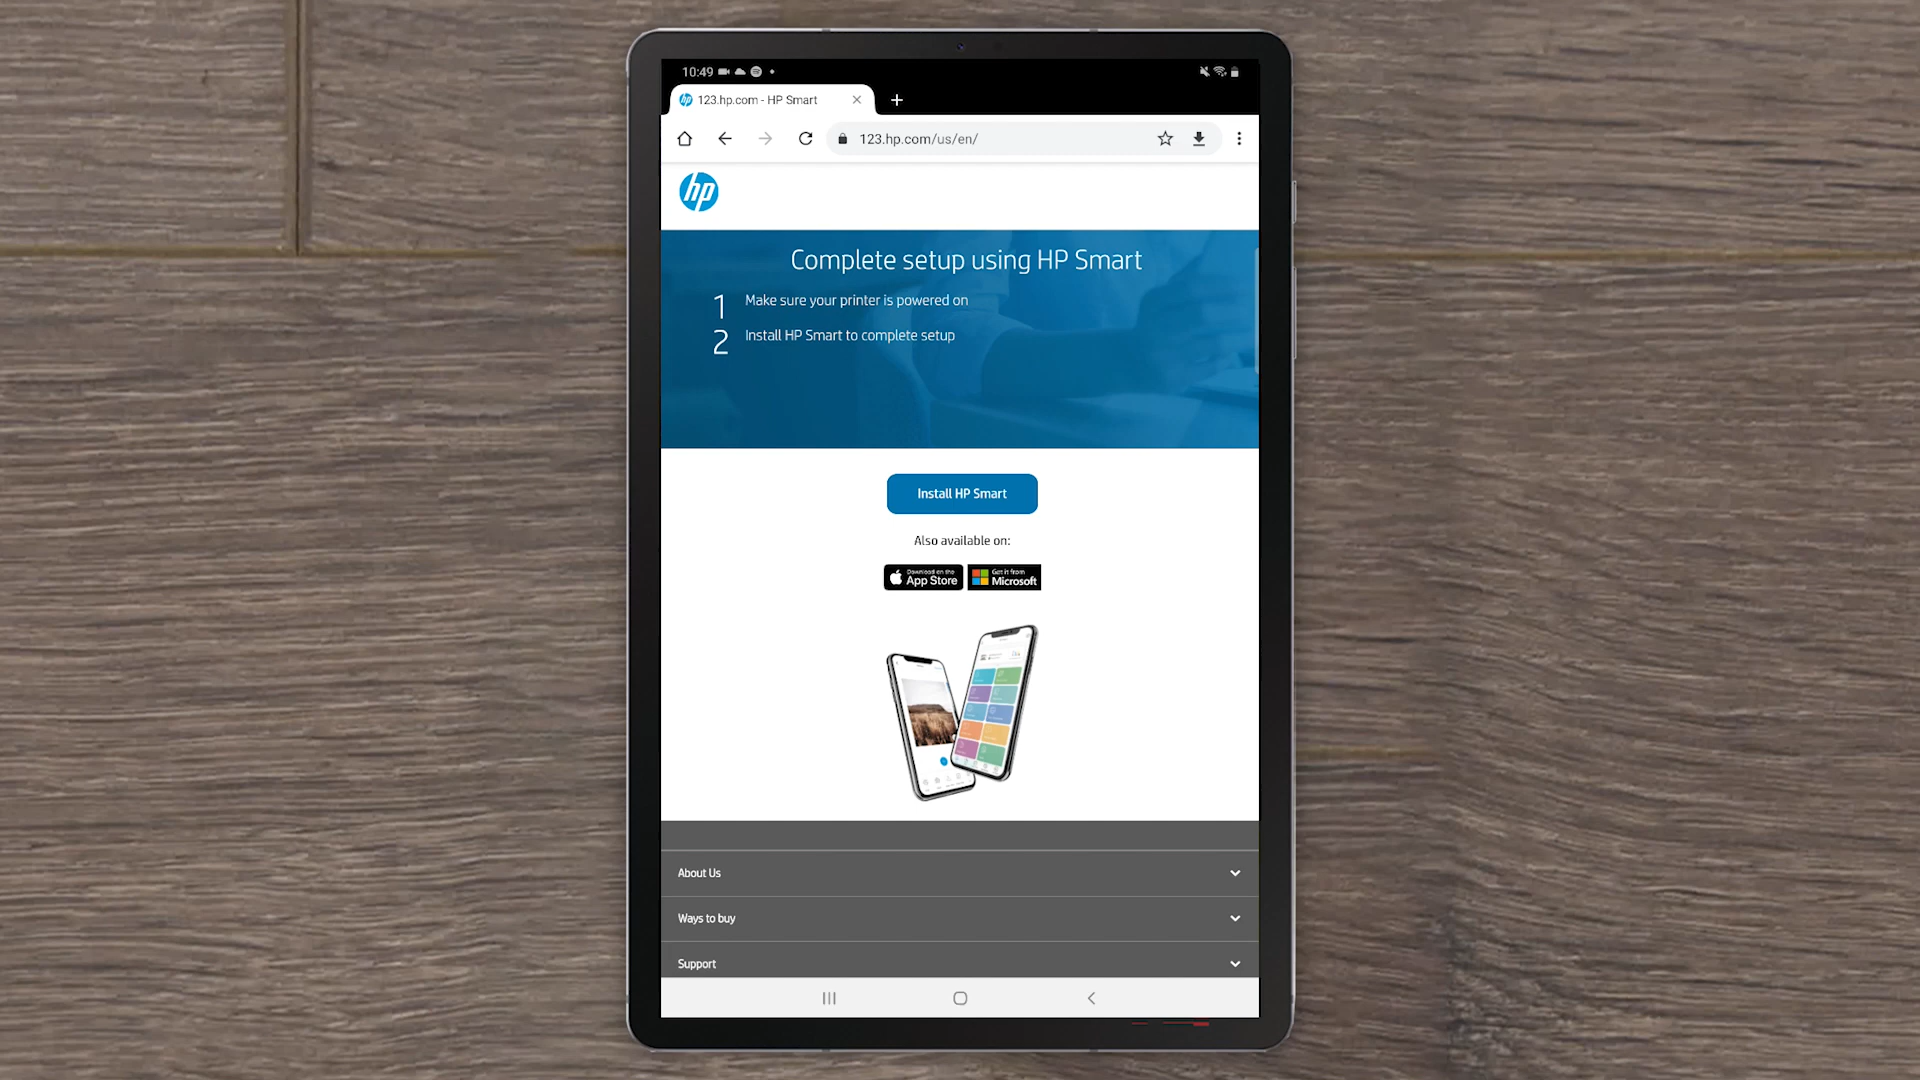 10:49
123.hp.com - HP Smart
123.hp.com/us/en/
hp
Complete setup using HP Smart
1 Make sure your printer is powered on
2 Install HP Smart to complete setup
Install HP Smart
Also available on:
Download on the
App Store
Get it from
Microsoft
About Us
Ways to buy
Support